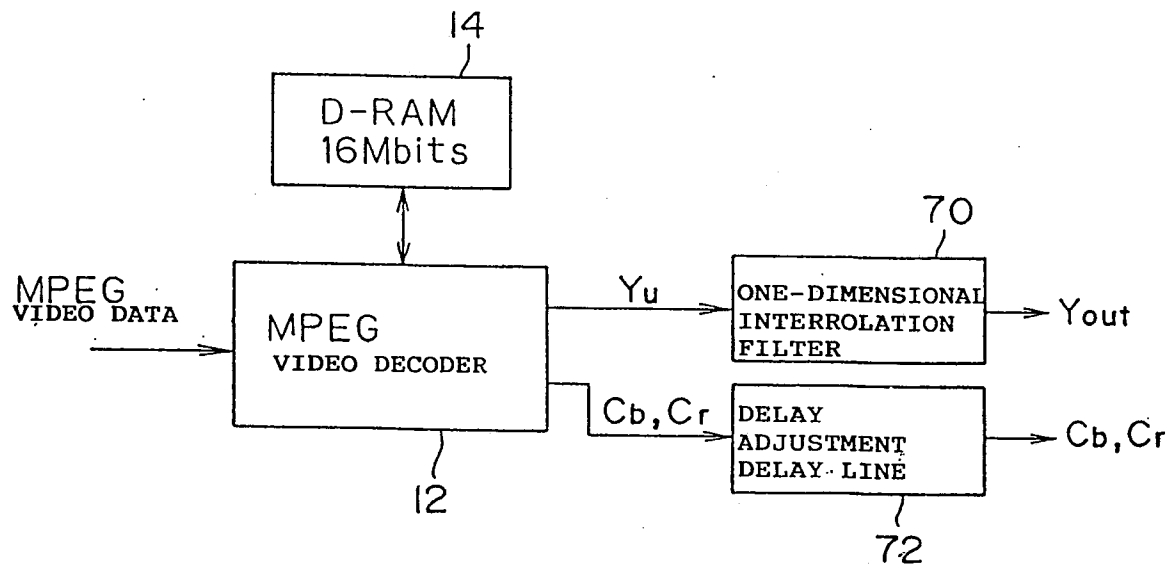 14
D-RAM
16Mbits
70
MPEG
VIDEO DATA
MPEG
VIDEO DECODER
Yu
ONE-DIMENSIONAL
INTERROLATION
FILTER
Yout
Cb,Cr
DELAY
ADJUSTMENT
DELAY LINE
Cb,Cr
12
72